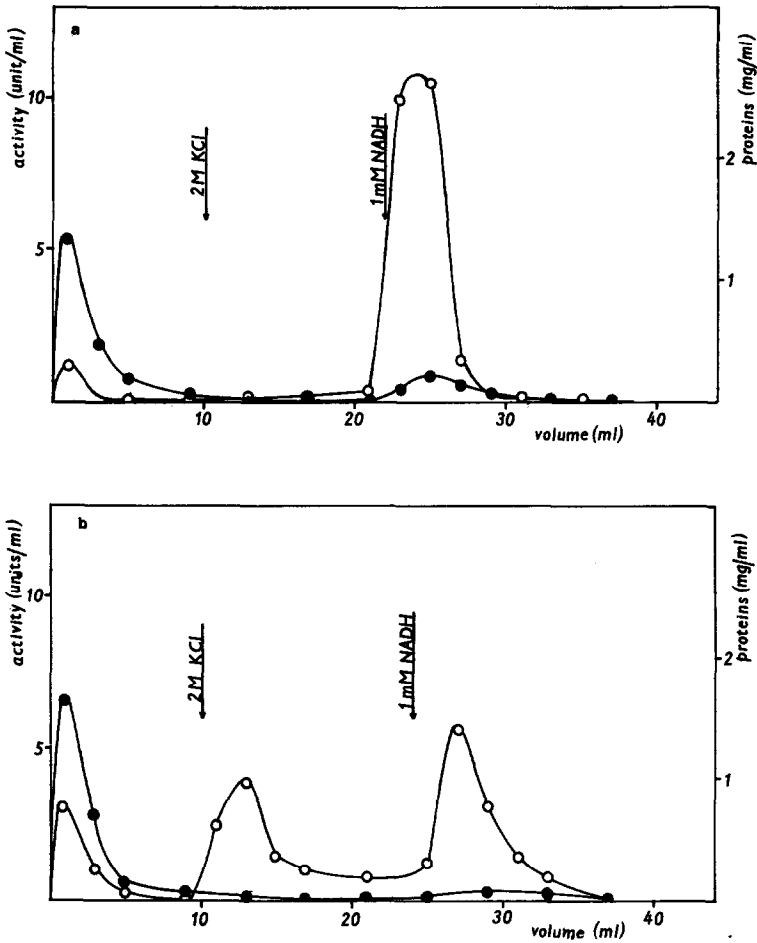 a
activity (unit/ml)
proteins (mg/ml)
10
5
2
1
2M KCl
1mM NADH
10
20
30
40
volume (ml)
b
activity (units/ml)
proteins (mg/ml)
10
5
2
1
2M KCl
1mM NADH
10
20
30
40
volume (ml)